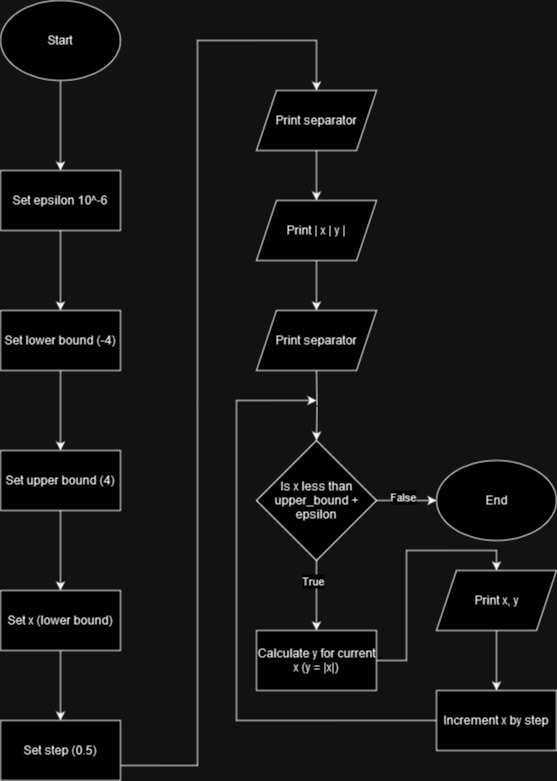 Start
Set epsilon 10^-6
Set lower bound (-4)
Set upper bound (4)
Set x (lower bound)
Set step (0.5)
Print separator
Print | x | y |
Print separator
Is x less than
upper_bound +
epsilon
False
End
True
Calculate y for current
x (y = |x|)
Print x, y
Increment x by step